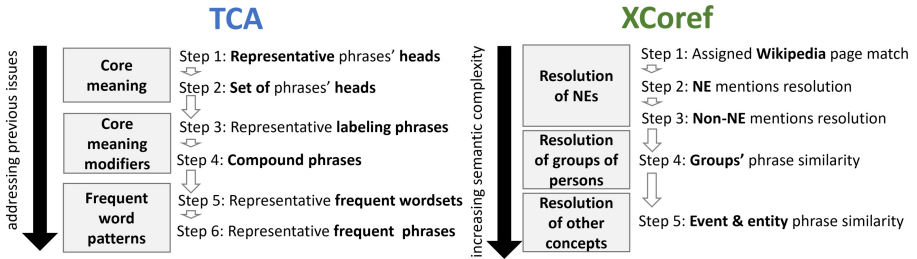 TCA
addressing previous issues
Core
meaning
Step 1: Representative phrases' heads
Step 2: Set of phrases' heads
Core
meaning
modifiers
Step 3: Representative labeling phrases
Step 4: Compound phrases
Frequent
word
patterns
Step 5: Representative frequent wordsets
Step 6: Representative frequent phrases
XCoref
increasing semantic complexity
Resolution
of NEs
Step 1: Assigned Wikipedia page match
Step 2: NE mentions resolution
Step 3: Non-NE mentions resolution
Resolution
of groups of
persons
Step 4: Groups' phrase similarity
Resolution
of other
concepts
Step 5: Event & entity phrase similarity